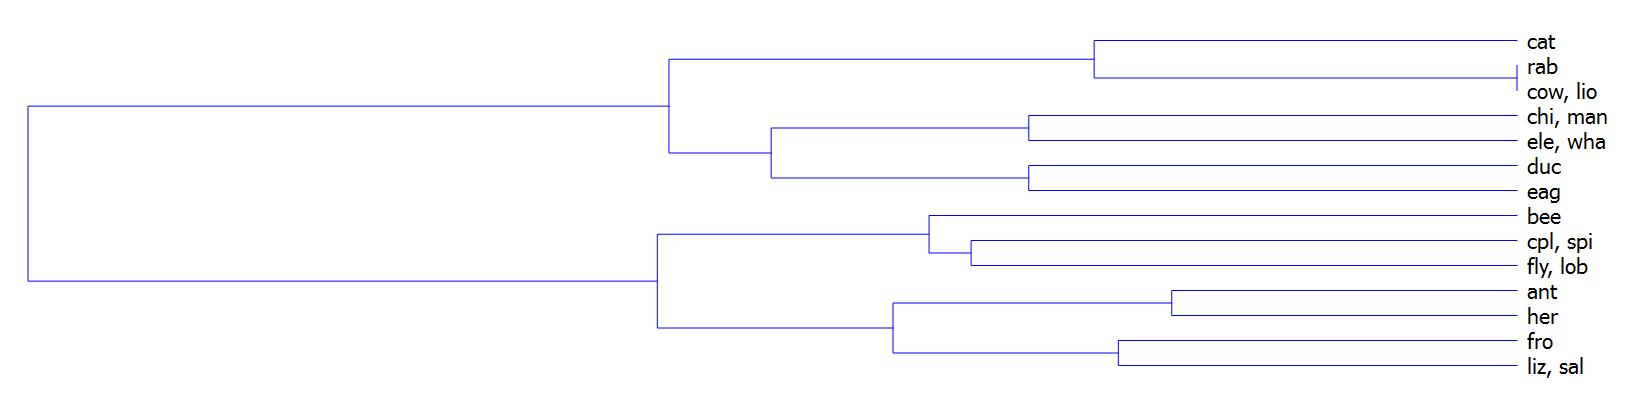 cat
rab
cow, lio
chi, man
ele, wha
duc
eag
bee
cpl, spi
fly, lob
ant
her
fro
liz, sal